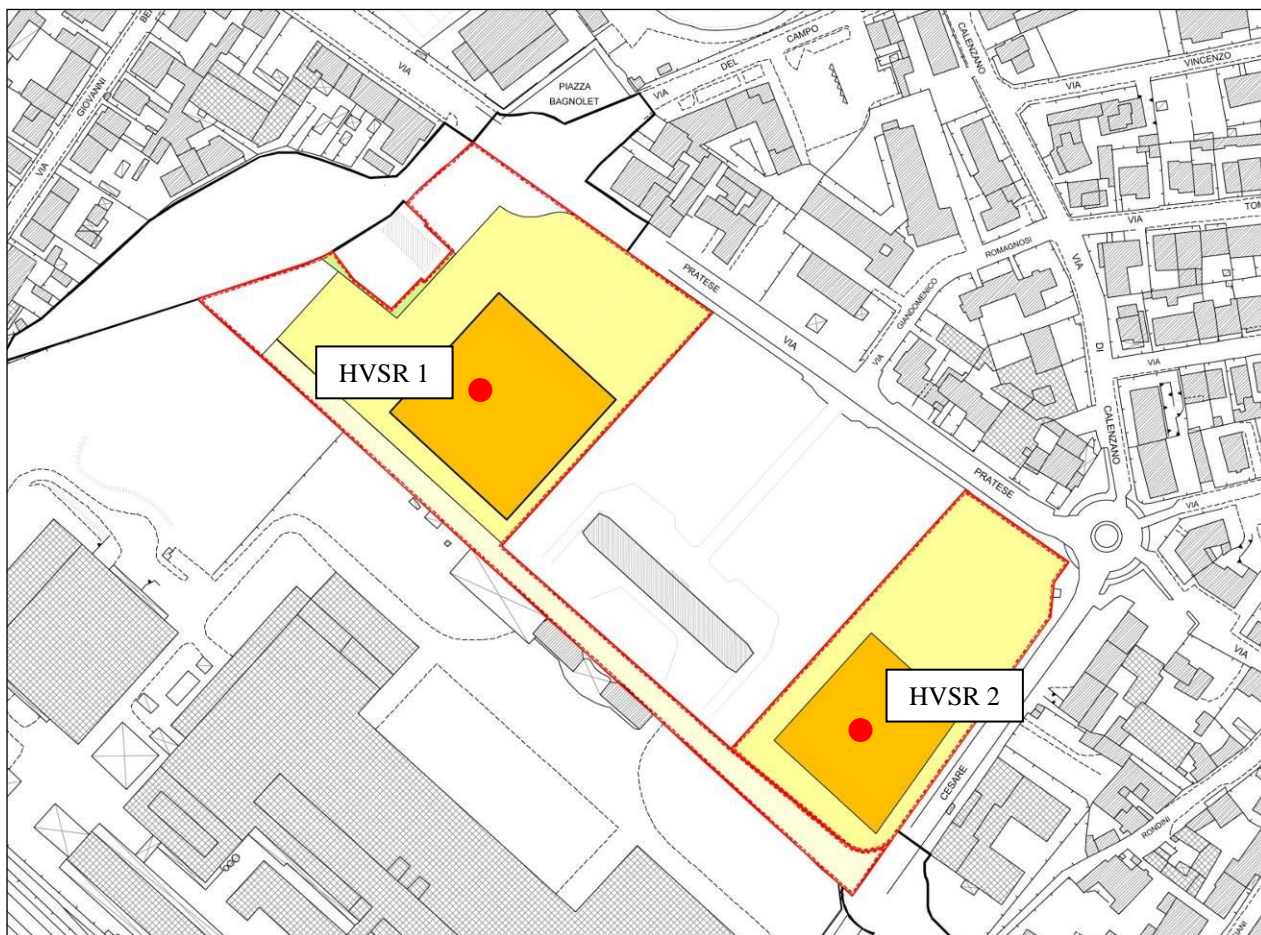 GIOVANNI
VIA
VIA
PIAZZA
BAGNOLET
VIA
DEL
CAMPO
CALENZANO
VIA
VINCENZO
VIA
ROMAGNOSI
GIANDOMENICO
VIA
VIA
DI
CALENZANO
VIA
VIA
PRATESE
VIA
PRATESE
HVSR 1
HVSR 2
CESARE
VIA
RONDINI